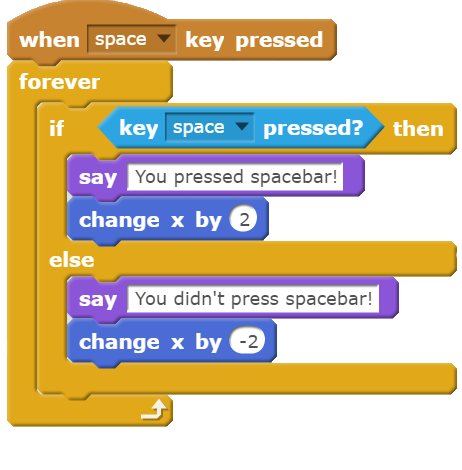 when space key pressed
forever
if key space pressed? then
say You pressed spacebar!
change x by 2
else
say You didn't press spacebar!
change x by -2